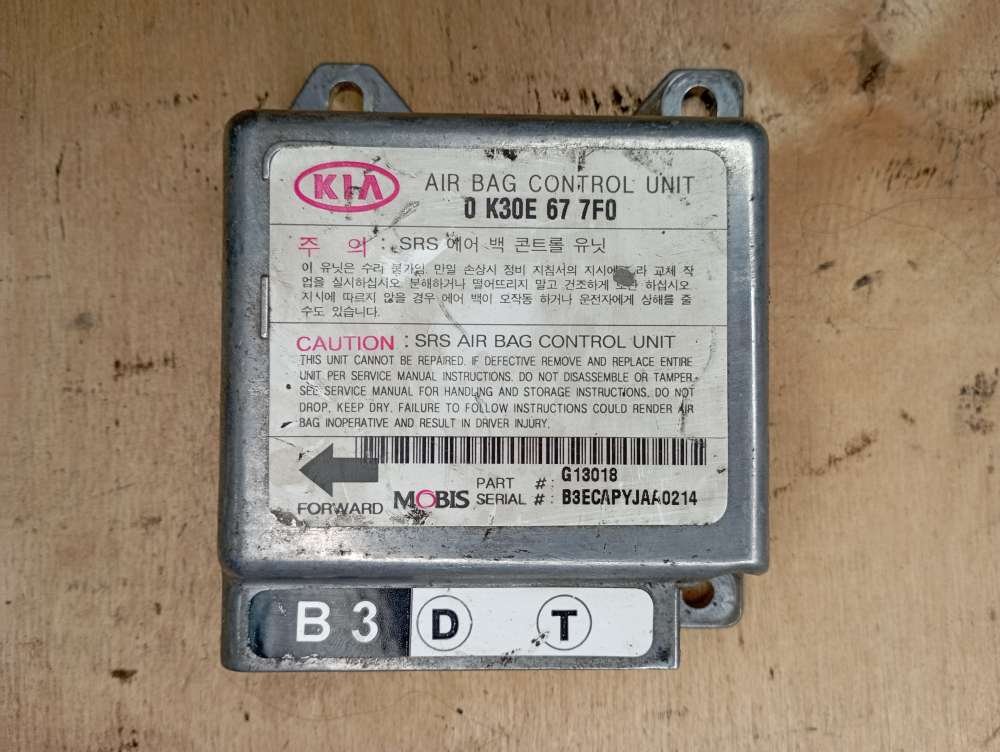 KIA AIR BAG CONTROL UNIT
0 K30E 67 7F0
주 의 : SRS 에어 백 콘트롤 유닛
이 유닛은 수리 불가임. 만일 손상시 정비 지침서의 지시에 라 교체 작
업을 실시하십시오. 분해하거나 떨어뜨리지 말고 건조하게 보관 하십시오.
지시에 따르지 않을 경우 에어 백이 오작동 하거나 운전자에게 상해를 줄
수도 있습니다.
CAUTION : SRS AIR BAG CONTROL UNIT
THIS UNIT CANNOT BE REPAIRED. IF DEFECTIVE REMOVE AND REPLACE ENTIRE
UNIT PER SERVICE MANUAL INSTRUCTIONS. DO NOT DISASSEMBLE OR TAMPER.
SEE SERVICE MANUAL FOR HANDLING AND STORAGE INSTRUCTIONS. DO NOT
DROP, KEEP DRY. FAILURE TO FOLLOW INSTRUCTIONS COULD RENDER AIR
BAG INOPERATIVE AND RESULT IN DRIVER INJURY.
PART # : G13018
FORWARD MOBIS SERIAL # : B3ECAPYJAA0214
B 3 D T